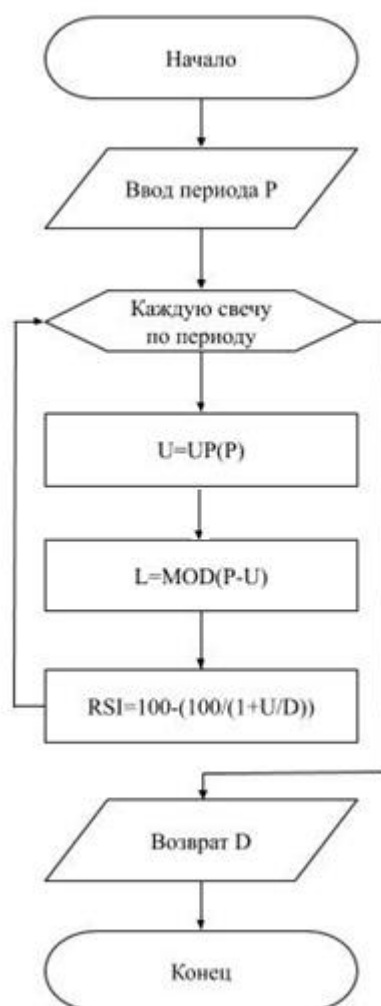 Начало
Ввод периода P
Каждую свечу
по периоду
U=UP(P)
L=MOD(P-U)
RSI=100-(100/(1+U/D))
Возврат D
Конец